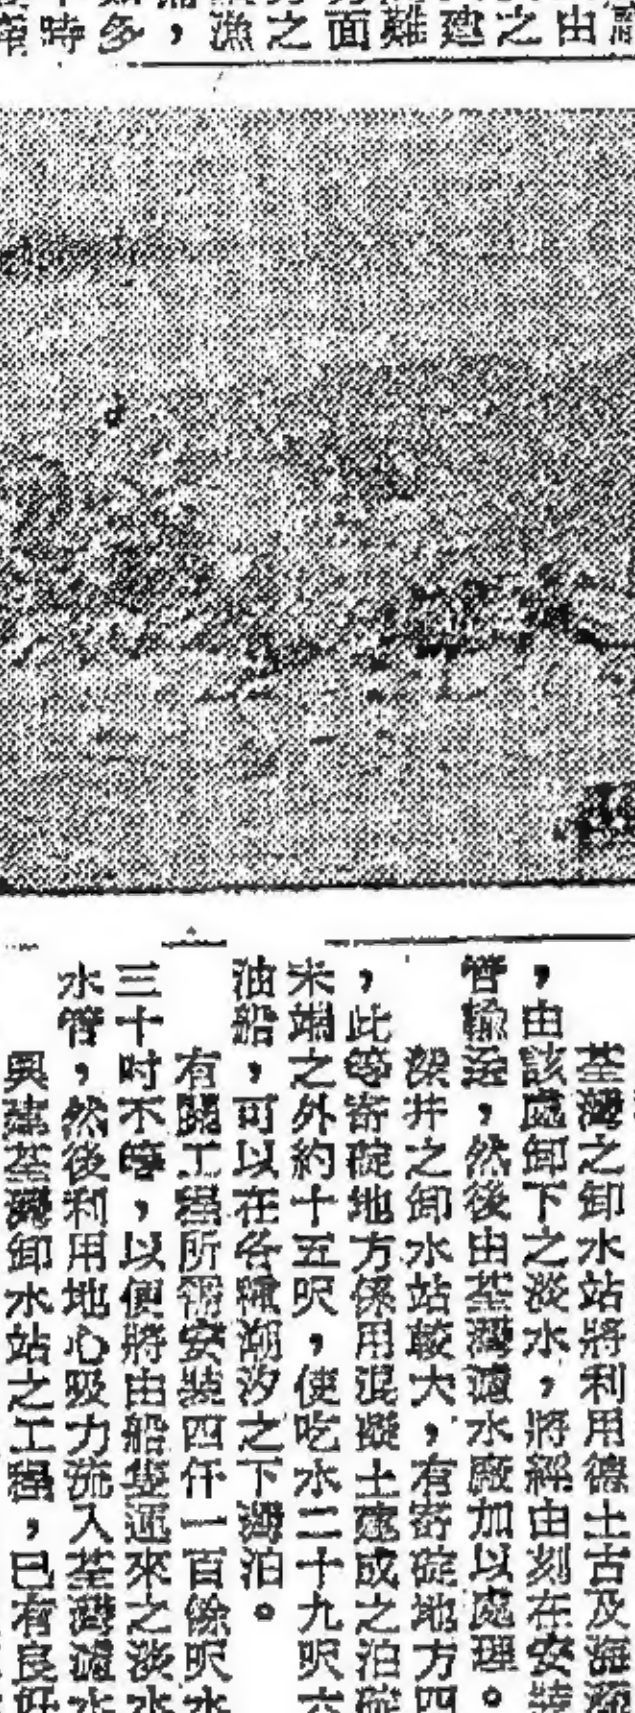 由
之
建
難
面
之
漁
，
多
時
荃灣之卸水站將利用德士古及海
，由該處卸下之淡水，將經由刻在安裝
管輸送，然後由荃灣濾水廠加以處理。
深井之卸水站較大，有寄碇地方四
，此等寄碇地方係用混凝土建成之泊碇
末端之外約十五呎，使吃水二十九呎六
油船，可以在各種潮汐之下灣泊。
有關工程所需安裝四仟一百餘呎水
三十吋不等，以便將由船隻運來之淡水
水管，然後利用地心吸力流入荃灣濾水
興建荃灣卸水站之工程，已有良好